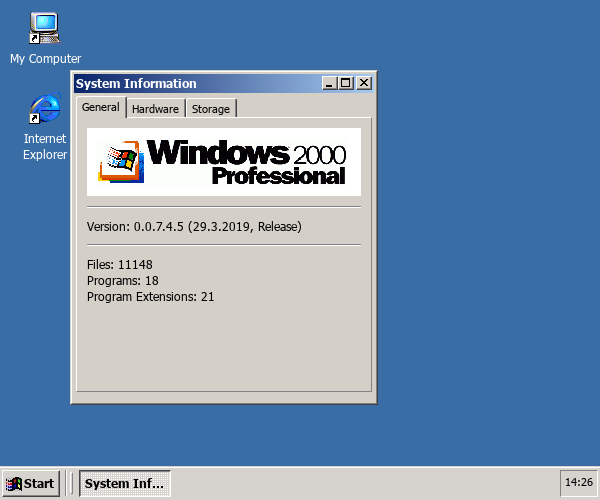 My Computer
Internet
Explorer
System Information
General Hardware Storage
Windows 2000
Professional
Version: 0.0.7.4.5 (29.3.2019, Release)
Files: 11148
Programs: 18
Program Extensions: 21
Start System Inf... 14:26